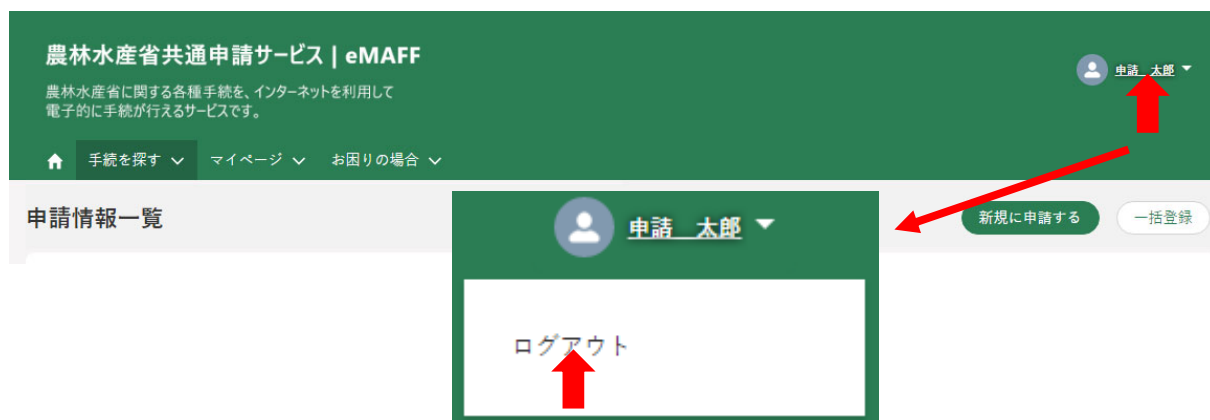 農林水産省共通申請サービス | eMAFF
農林水産省に関する各種手続を、インターネットを利用して
電子的に手続が行えるサービスです。
申請　太郎
手続を探す
マイページ
お困りの場合
申請情報一覧
新規に申請する
一括登録
申請　太郎
ログアウト